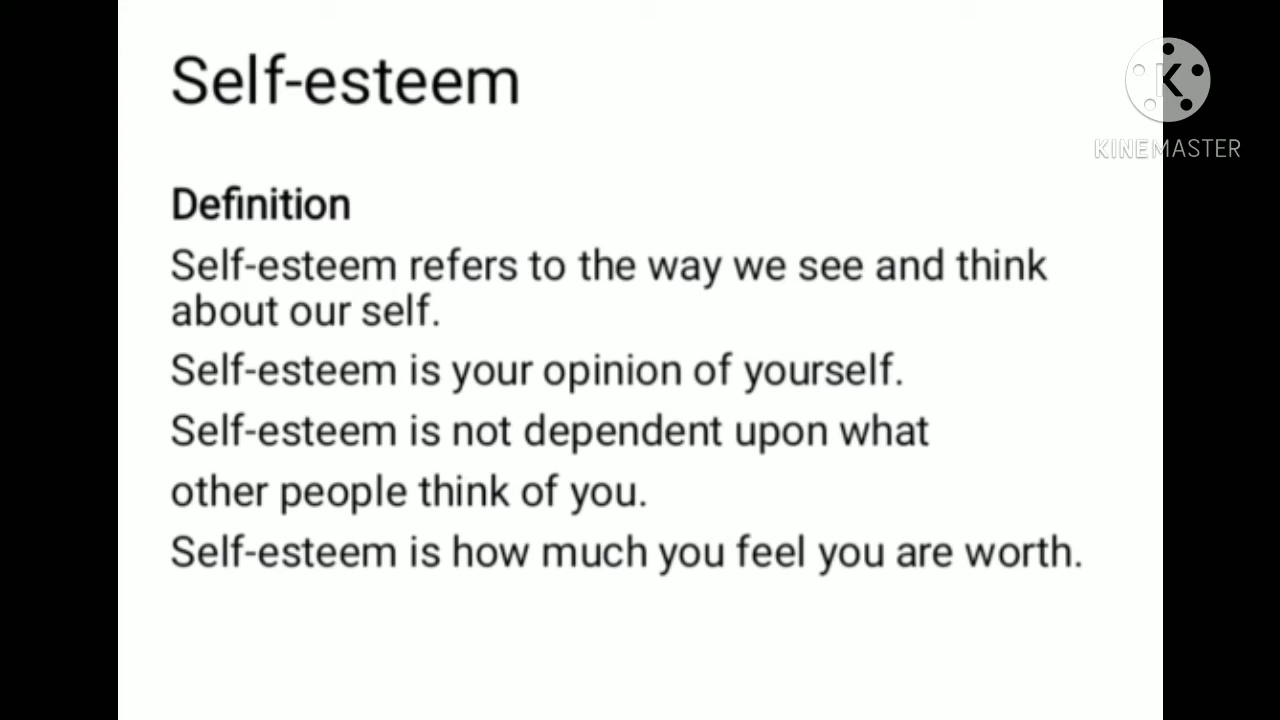 Self-esteem
KINEMASTER
Definition
Self-esteem refers to the way we see and think
about our self.
Self-esteem is your opinion of yourself.
Self-esteem is not dependent upon what
other people think of you.
Self-esteem is how much you feel you are worth.